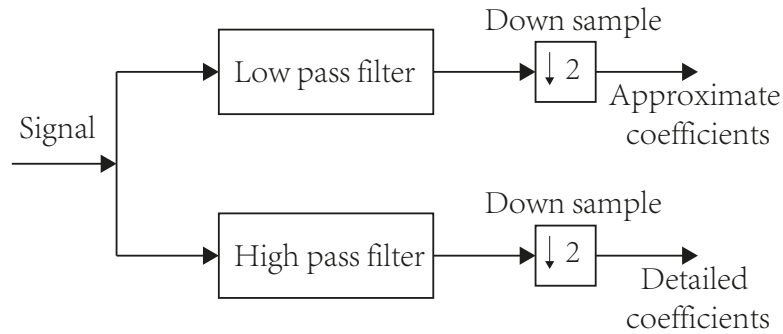 Down sample
Low pass filter
↓ 2
Approximate
coefficients
Signal
Down sample
High pass filter
↓ 2
Detailed
coefficients